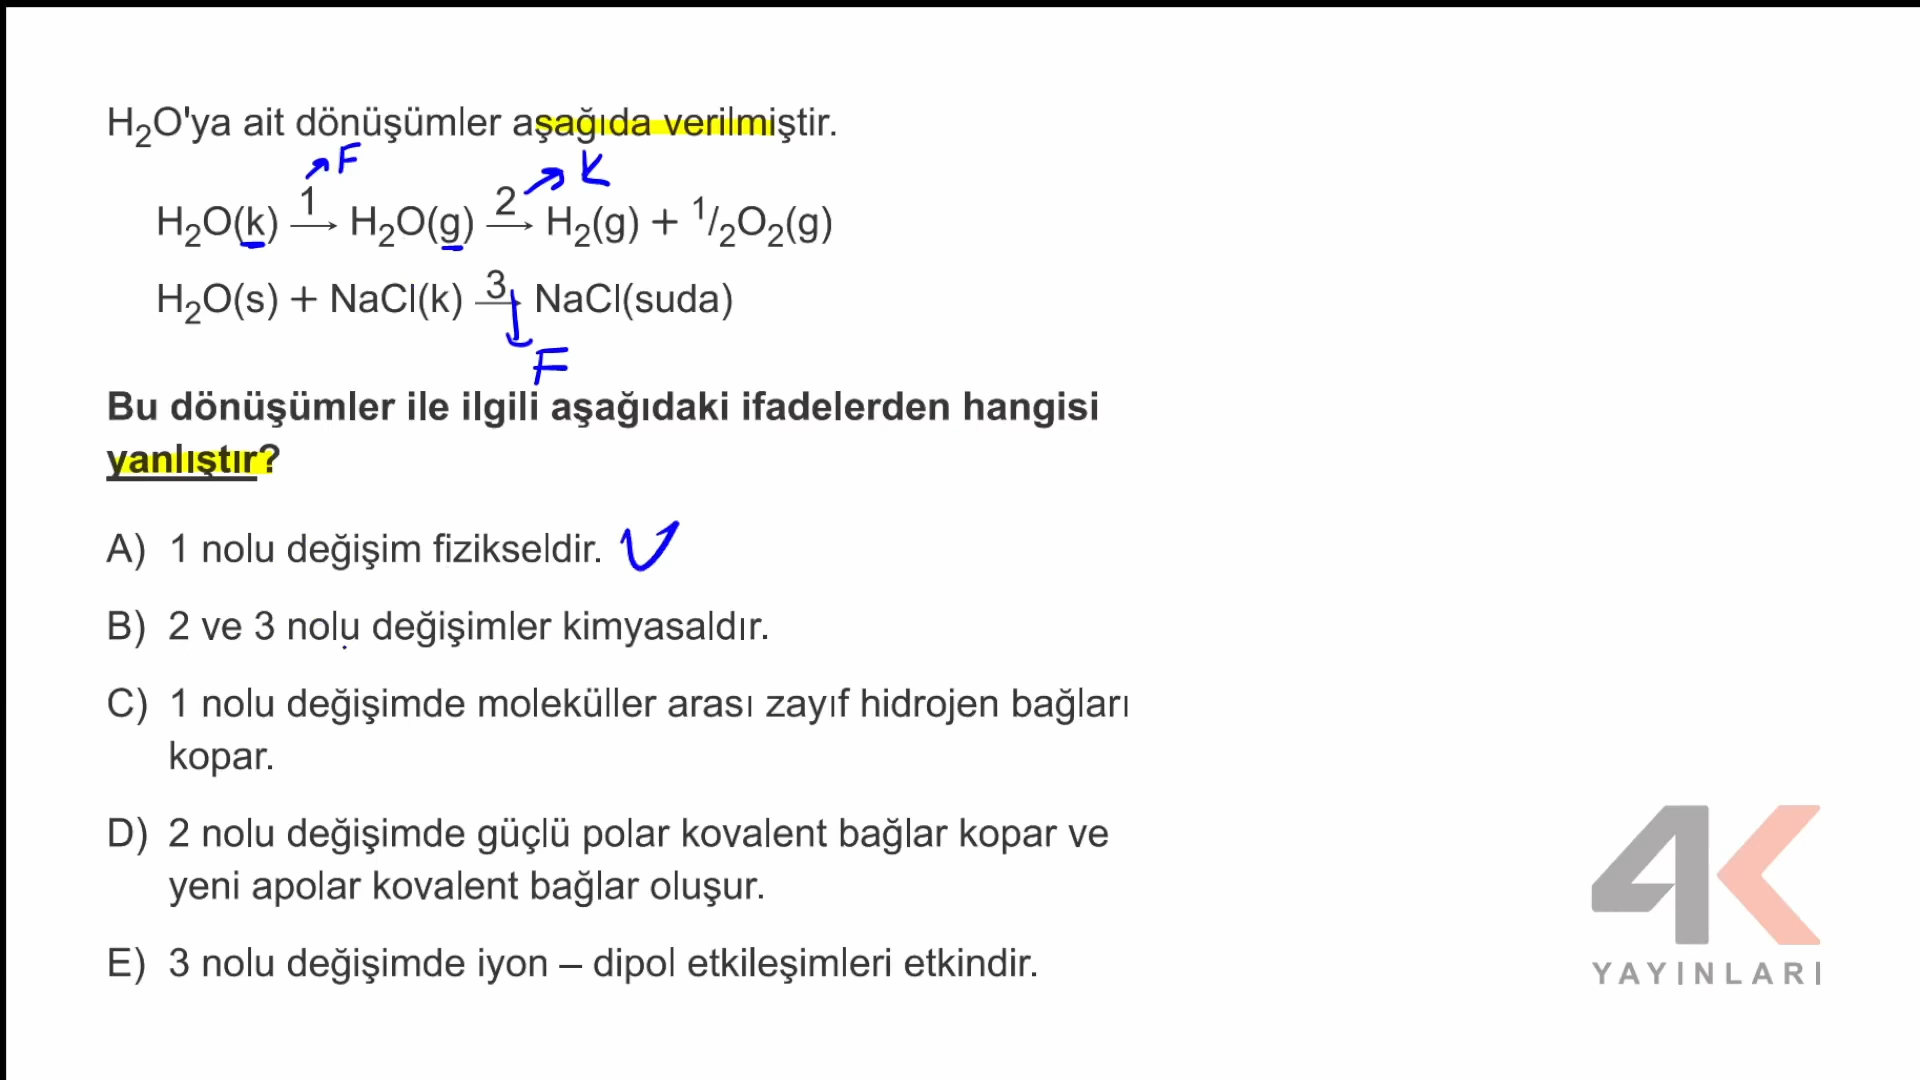 H₂O'ya ait dönüşümler aşağıda verilmiştir.
F K
H₂O(k) 1→ H₂O(g) 2→ H₂(g) + ¹/₂O₂(g)
H₂O(s) + NaCl(k) 3→ NaCl(suda)
F
Bu dönüşümler ile ilgili aşağıdaki ifadelerden hangisi
yanlıştır?
A) 1 nolu değişim fizikseldir.
B) 2 ve 3 nolu değişimler kimyasaldır.
C) 1 nolu değişimde moleküller arası zayıf hidrojen bağları
kopar.
D) 2 nolu değişimde güçlü polar kovalent bağlar kopar ve
yeni apolar kovalent bağlar oluşur.
E) 3 nolu değişimde iyon – dipol etkileşimleri etkindir.
4K
YAYINLARI